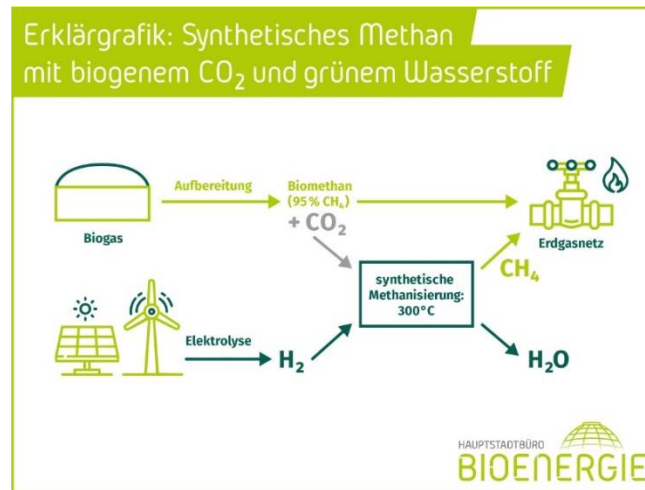 Erklärgrafik: Synthetisches Methan
mit biogenem CO₂ und grünem Wasserstoff
Aufbereitung
Biomethan
(95 % CH₄)
+ CO₂
Biogas
Erdgasnetz
synthetische
Methanisierung:
300°C
CH₄
Elektrolyse
H₂
H₂O
HAUPTSTADTBÜRO
BIOENERGIE